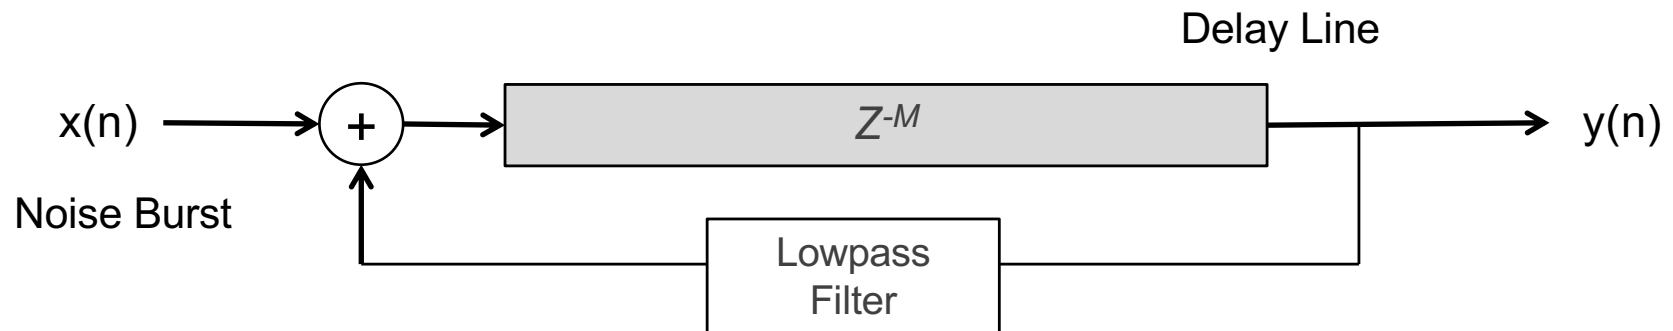 Delay Line
x(n)
+
Z-M
y(n)
Noise Burst
Lowpass
Filter